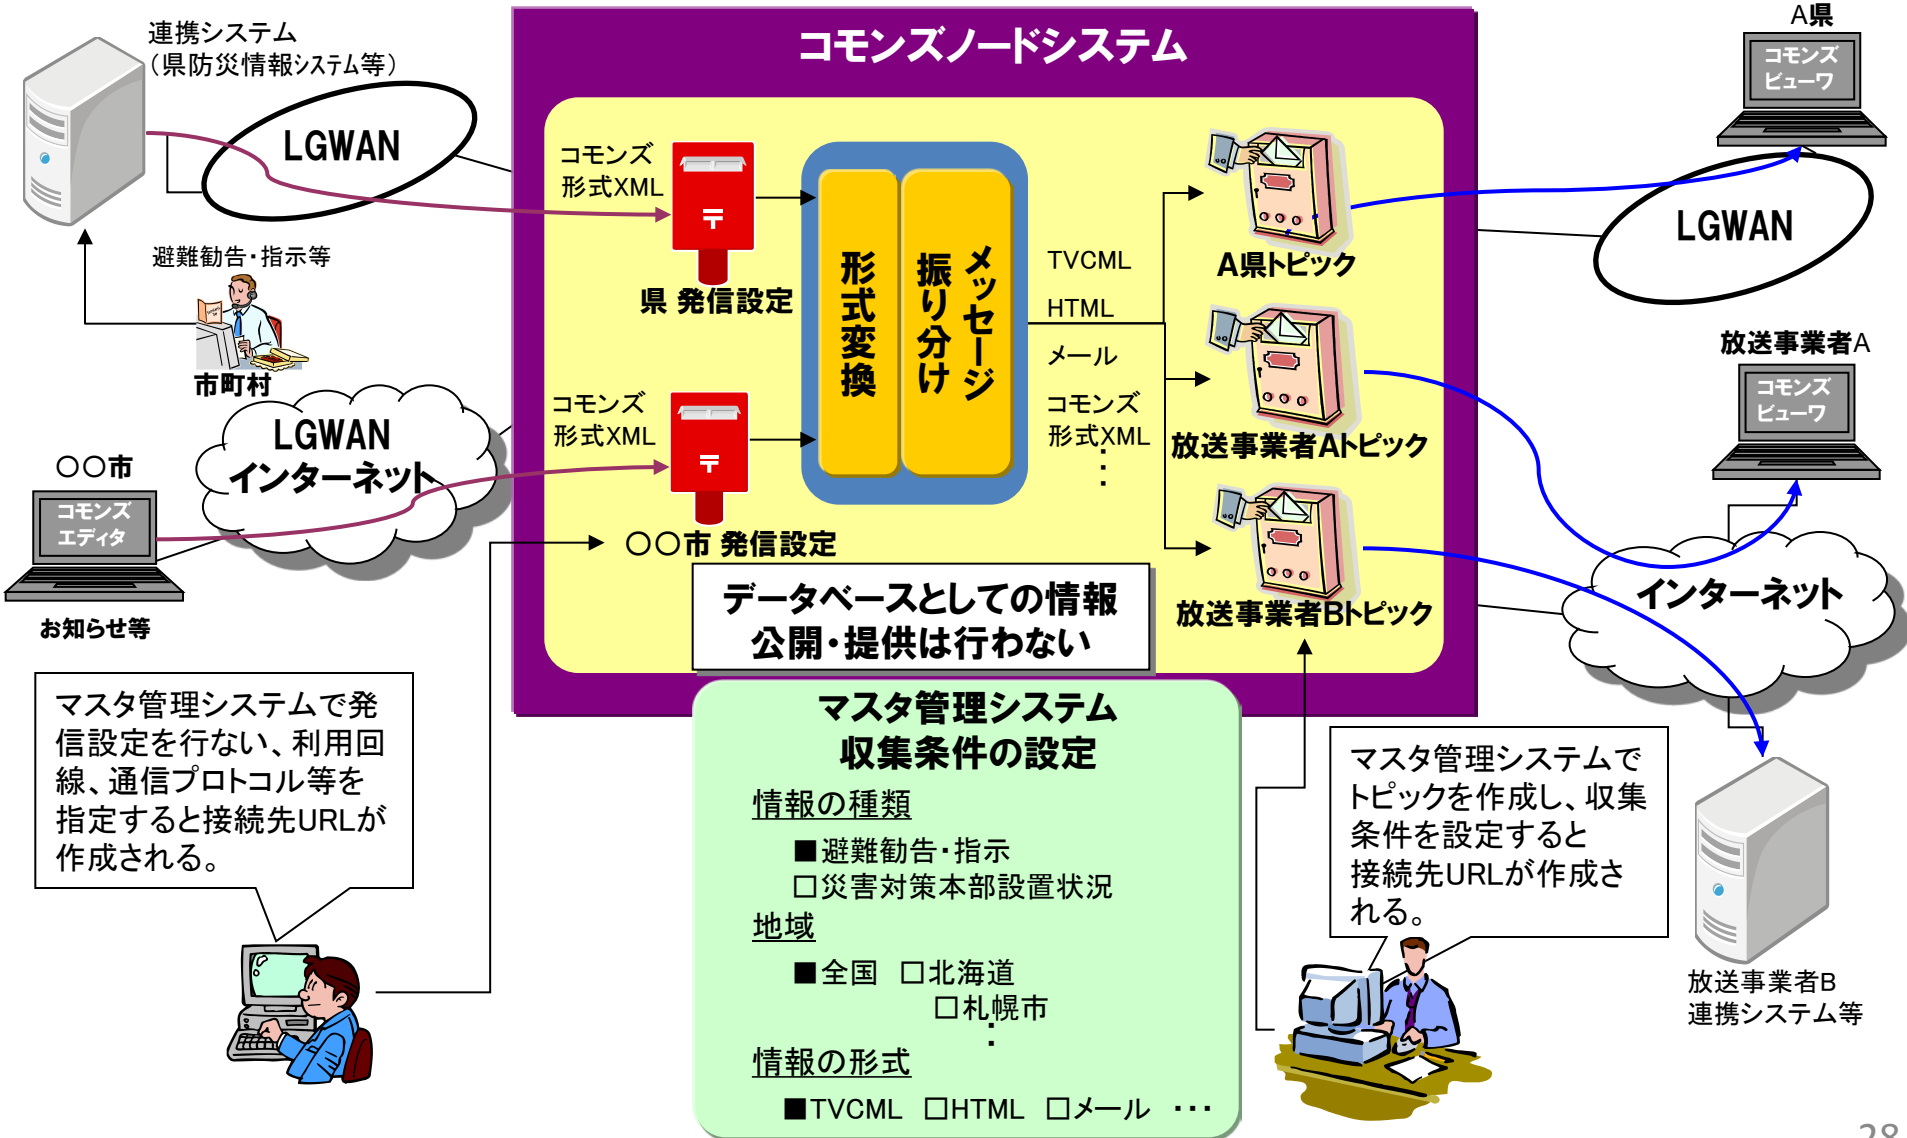 コモンズノードシステム
連携システム
（県防災情報システム等）
LGWAN
避難勧告・指示等
市町村
LGWAN
インターネット
〇〇市
コモンズ
エディタ
お知らせ等
コモンズ
形式XML
〒
県 発信設定
コモンズ
形式XML
〒
〇〇市 発信設定
形式変換
メッセージ
振り分け
TVCML
HTML
メール
コモンズ
形式XML
・
・
・
A県トピック
放送事業者Aトピック
放送事業者Bトピック
データベースとしての情報
公開・提供は行わない
A県
コモンズ
ビューワ
LGWAN
放送事業者A
コモンズ
ビューワ
インターネット
放送事業者B
連携システム等
マスタ管理システムで発
信設定を行ない、利用回
線、通信プロトコル等を
指定すると接続先URLが
作成される。
マスタ管理システム
収集条件の設定
情報の種類
■避難勧告・指示
□災害対策本部設置状況
地域
■全国 □北海道
□札幌市
・
・
情報の形式
■TVCML □HTML □メール ・・・
マスタ管理システムで
トピックを作成し、収集
条件を設定すると
接続先URLが作成さ
れる。
28